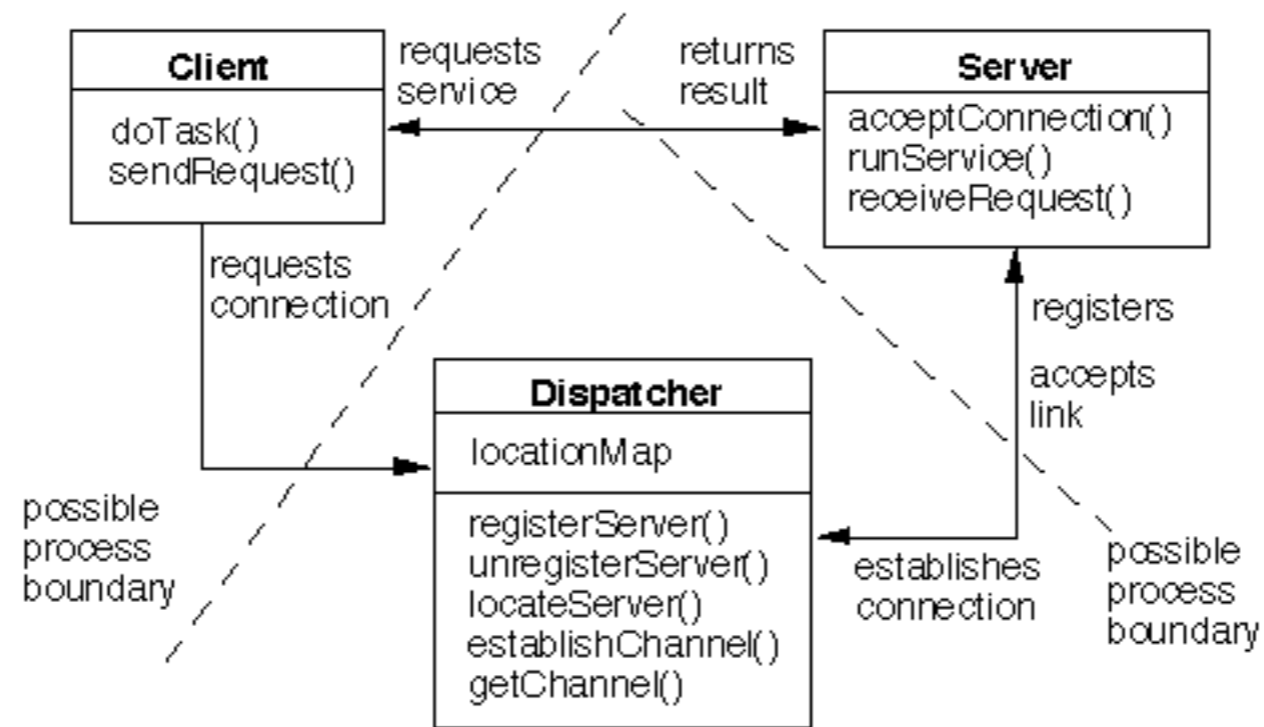 Client
doTask()
sendRequest()
requests
service
returns
result
Server
acceptConnection()
runService()
receiveRequest()
requests
connection
registers
accepts
link
Dispatcher
locationMap
registerServer()
unregisterServer()
locateServer()
establishChannel()
getChannel()
establishes
connection
possible
process
boundary
possible
process
boundary